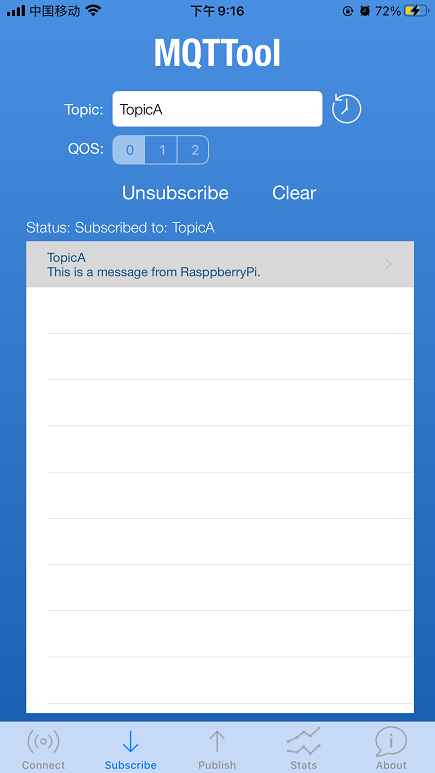 中国移动 下午 9:16 72%
MQTTool
Topic: TopicA
QOS: 0 1 2
Unsubscribe Clear
Status: Subscribed to: TopicA
TopicA
This is a message from RasppberryPi.
Connect Subscribe Publish Stats About